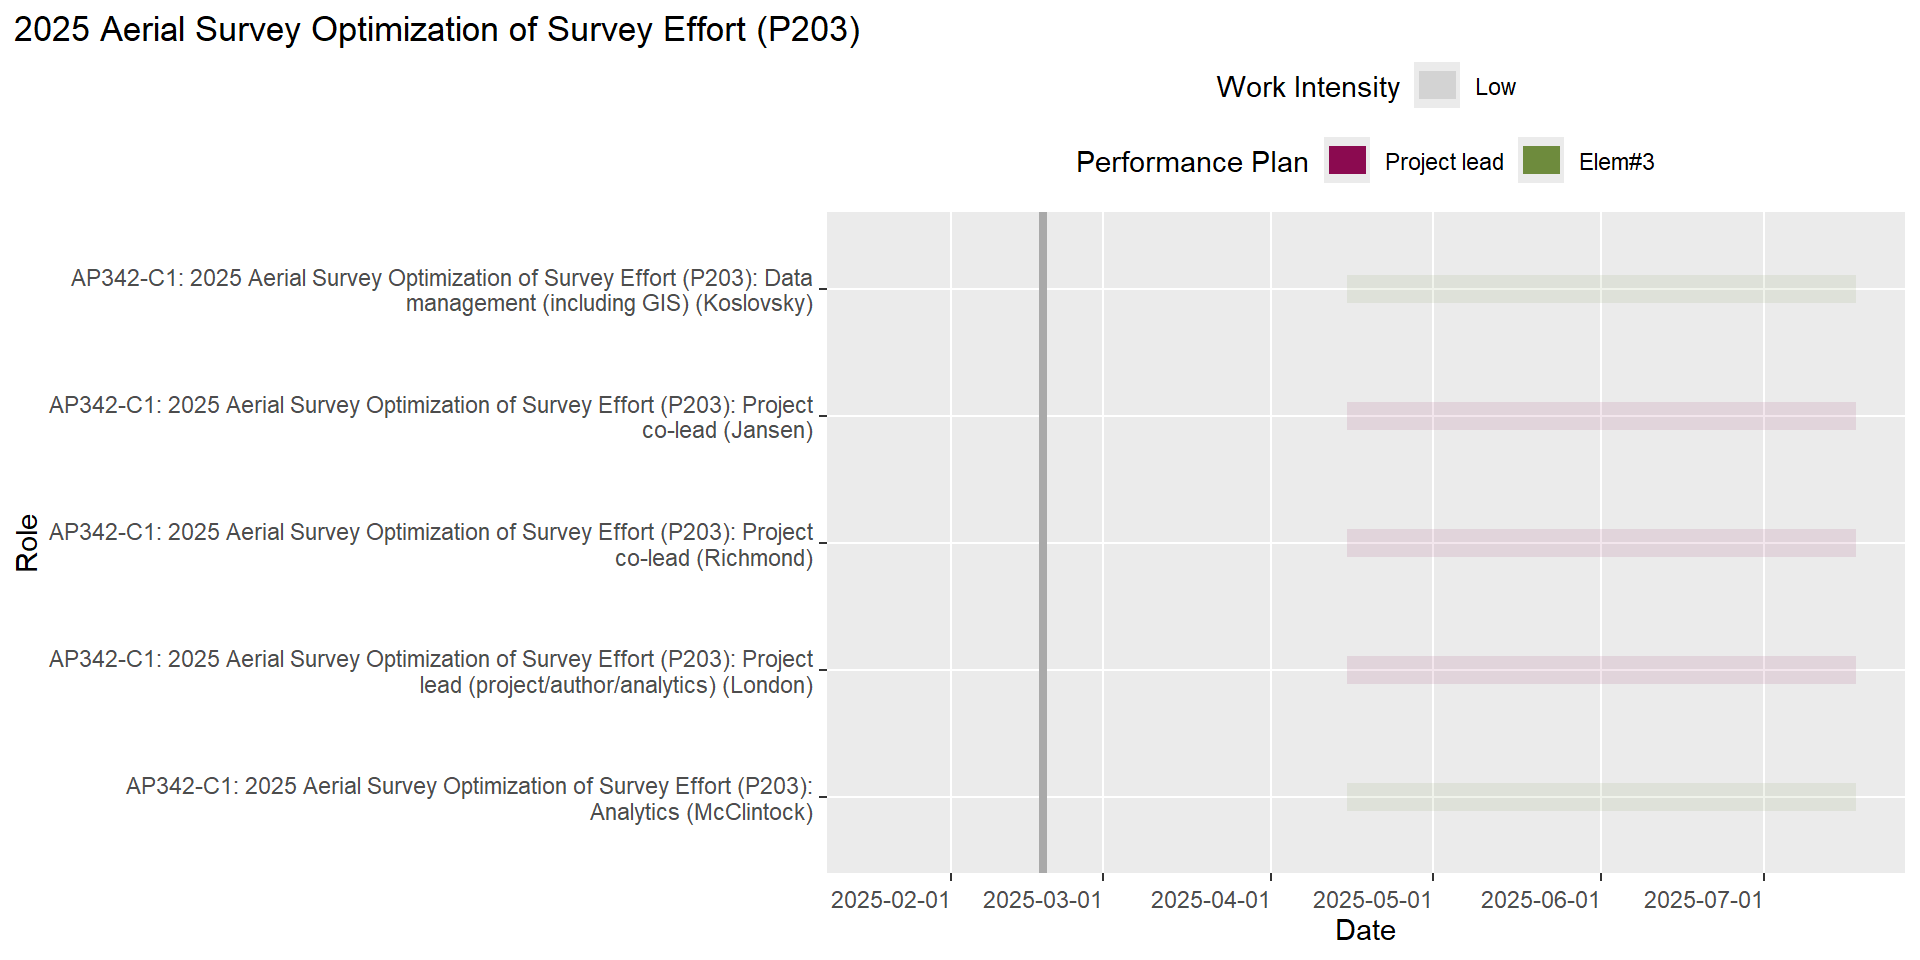 2025 Aerial Survey Optimization of Survey Effort (P203)
Work Intensity Low
Performance Plan Project lead Elem#3
AP342-C1: 2025 Aerial Survey Optimization of Survey Effort (P203): Data
management (including GIS) (Koslovsky)
AP342-C1: 2025 Aerial Survey Optimization of Survey Effort (P203): Project
co-lead (Jansen)
Role
AP342-C1: 2025 Aerial Survey Optimization of Survey Effort (P203): Project
co-lead (Richmond)
AP342-C1: 2025 Aerial Survey Optimization of Survey Effort (P203): Project
lead (project/author/analytics) (London)
AP342-C1: 2025 Aerial Survey Optimization of Survey Effort (P203):
Analytics (McClintock)
2025-02-01 2025-03-01 2025-04-01 2025-05-01 2025-06-01 2025-07-01
Date